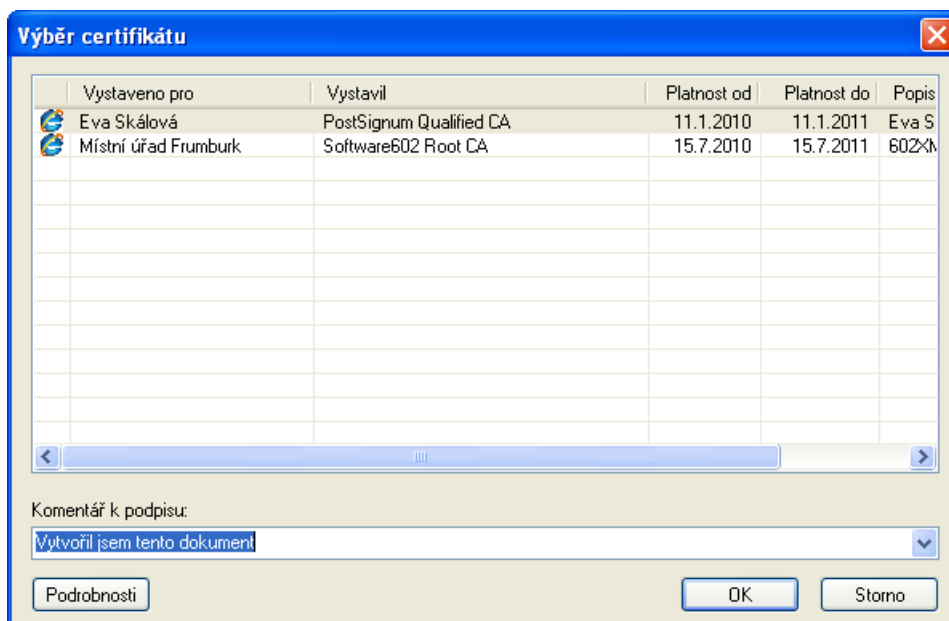 Výběr certifikátu
Vystaveno pro Vystavil Platnost od Platnost do Popis
Eva Skálová PostSignum Qualified CA 11.1.2010 11.1.2011 Eva S
Místní úřad Frumburk Software602 Root CA 15.7.2010 15.7.2011 602XM
Komentář k podpisu:
Vytvořil jsem tento dokument
Podrobnosti OK Storno